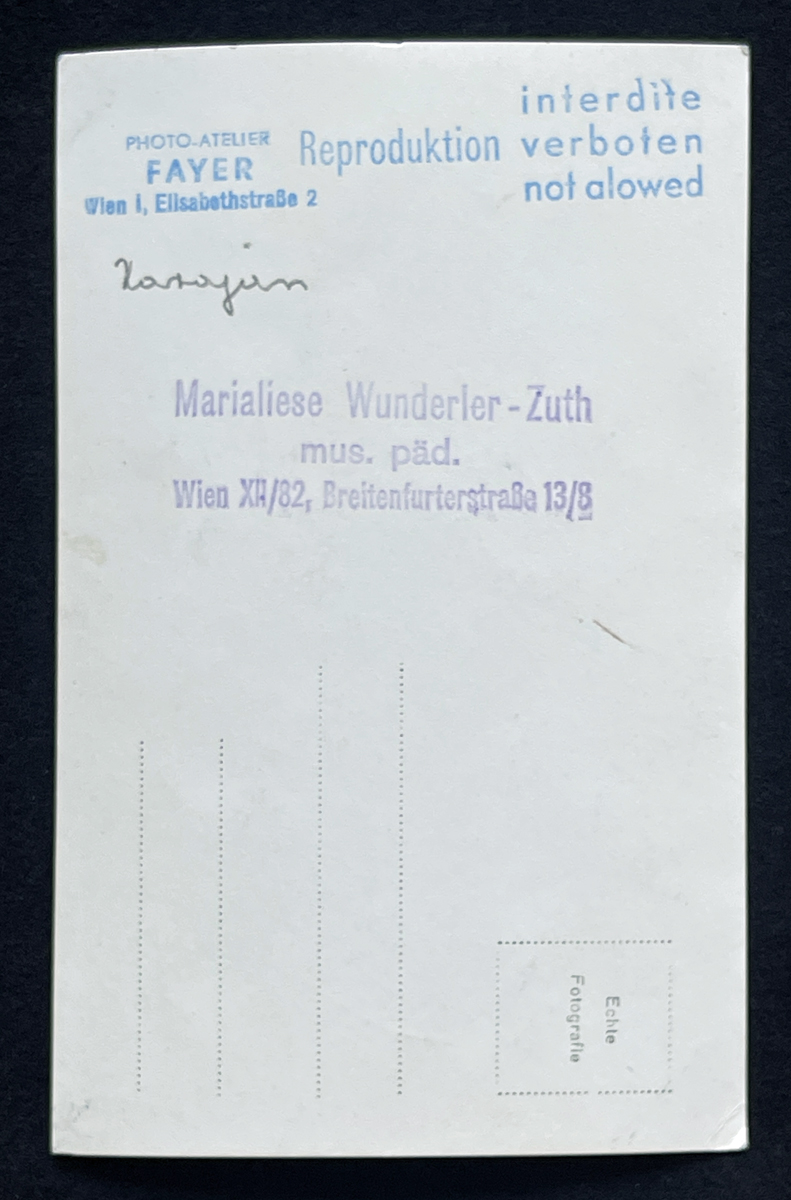 PHOTO-ATELIER
FAYER
Wien I, Elisabethstraße 2
Reproduktion
interdite
verboten
not alowed
Karajan
Marialiese Wunderler-Zuth
mus. päd.
Wien XII/82, Breitenfurterstraße 13/8
Echte
Fotografie